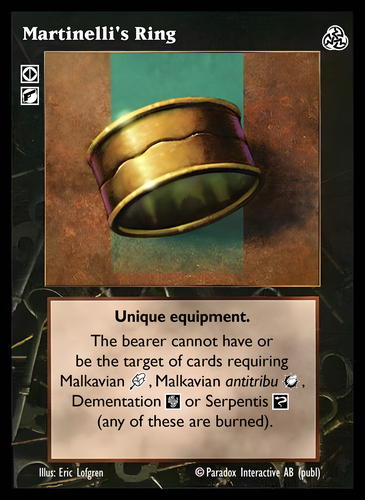 Martinelli's Ring
Unique equipment.
The bearer cannot have or
be the target of cards requiring
Malkavian , Malkavian antitribu ,
Dementation or Serpentis
(any of these are burned).
Illus: Eric Lofgren © Paradox Interactive AB (publ)